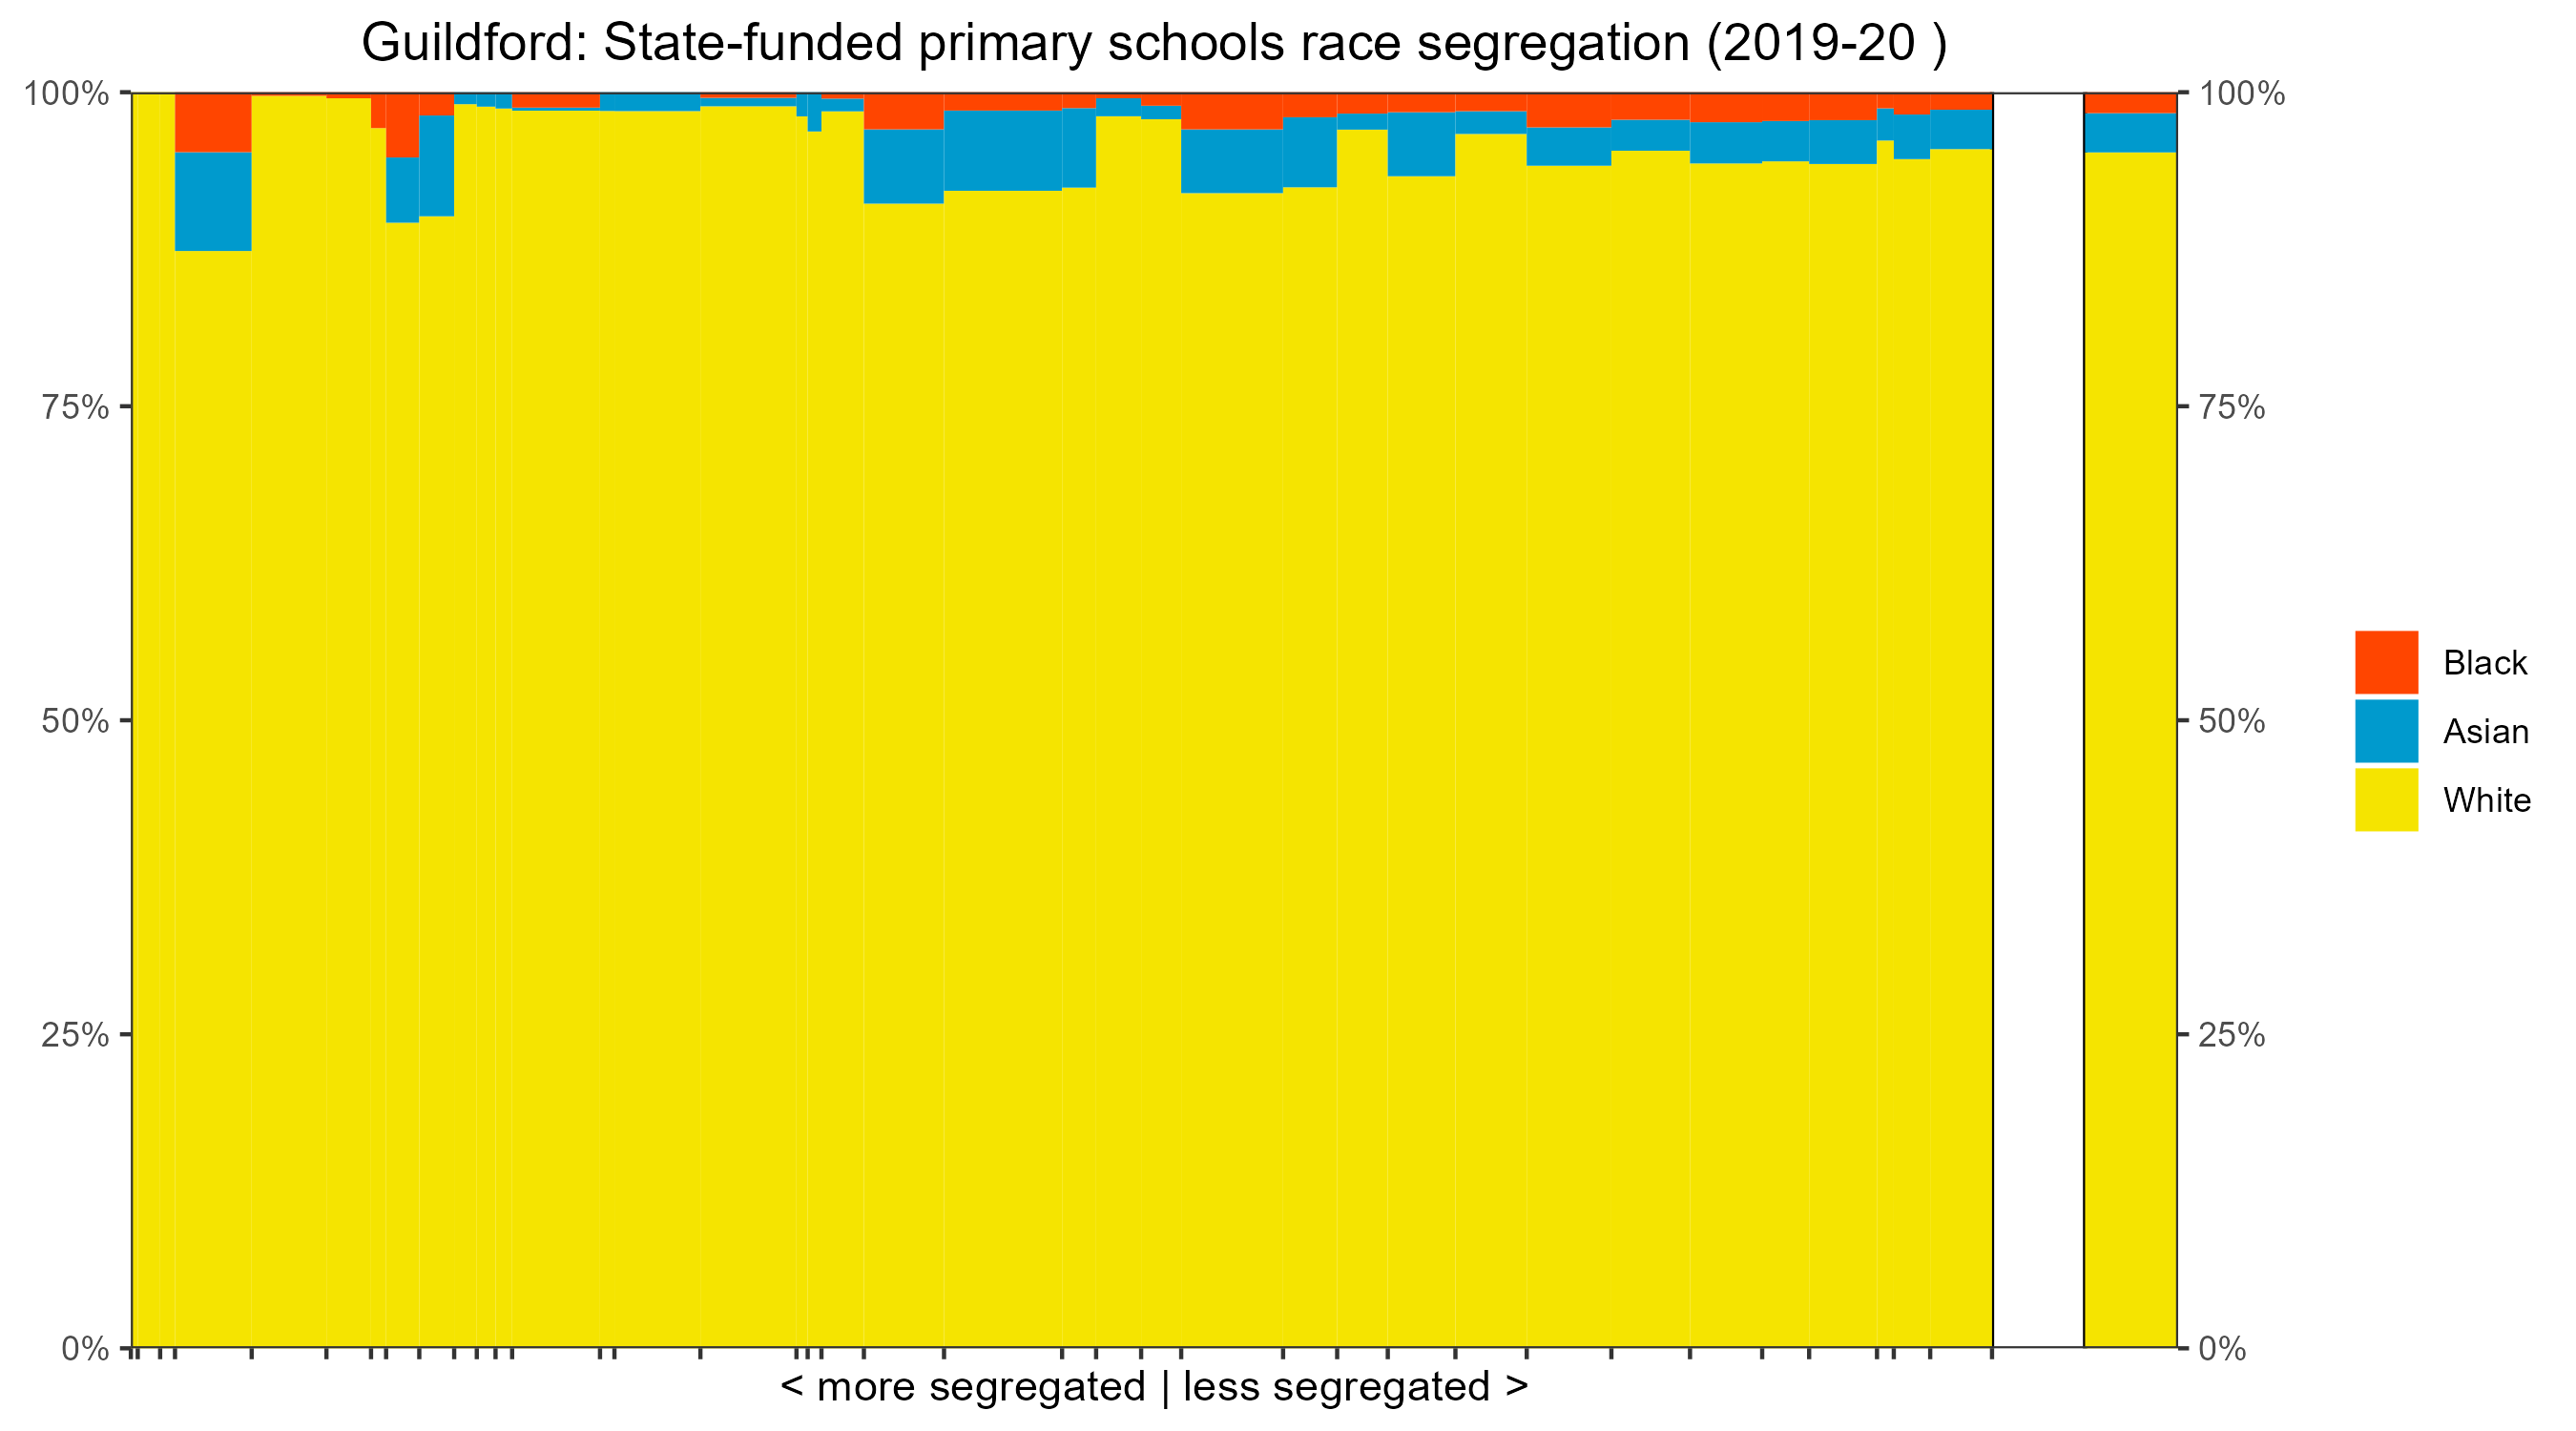 Guildford: State-funded primary schools race segregation (2019-20 )
100%
100%
75%
75%
50%
50%
25%
25%
0%
0%
Black
Asian
White
< more segregated | less segregated >